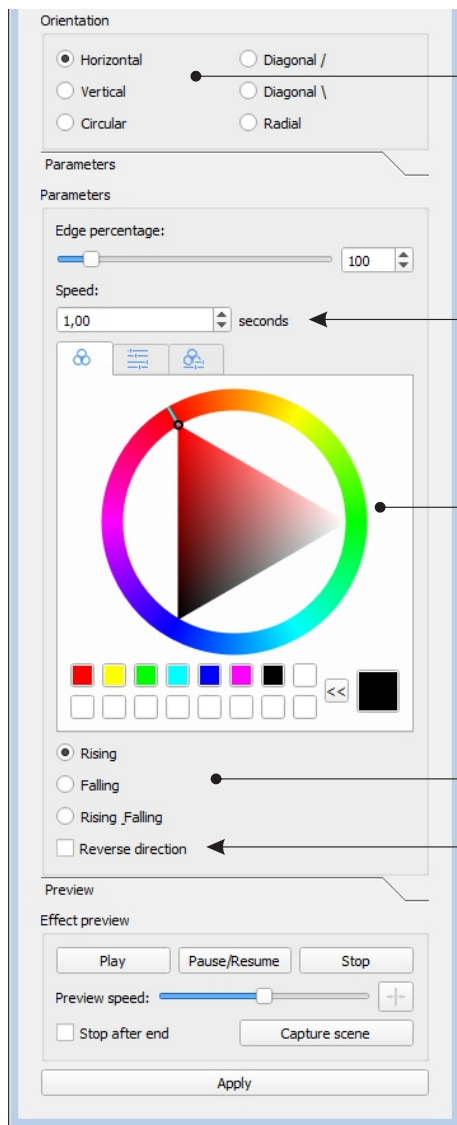 Orientation
Horizontal Diagonal /
Vertical Diagonal \
Circular Radial
Parameters
Parameters
Edge percentage:
100
Speed:
1,00 seconds
<<
Rising
Falling
Rising_Falling
Reverse direction
Preview
Effect preview
Play Pause/Resume Stop
Preview speed:
Stop after end Capture scene
Apply